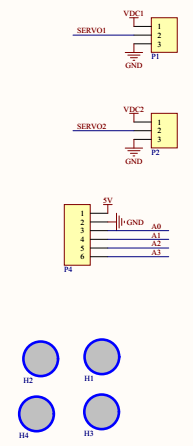 VDC1
SERVO1
1
2
3
GND
P1
VDC2
SERVO2
1
2
3
GND
P2
5V
1
2
3
4
5
6
GND
A0
A1
A2
A3
P4
H2
H1
H4
H3